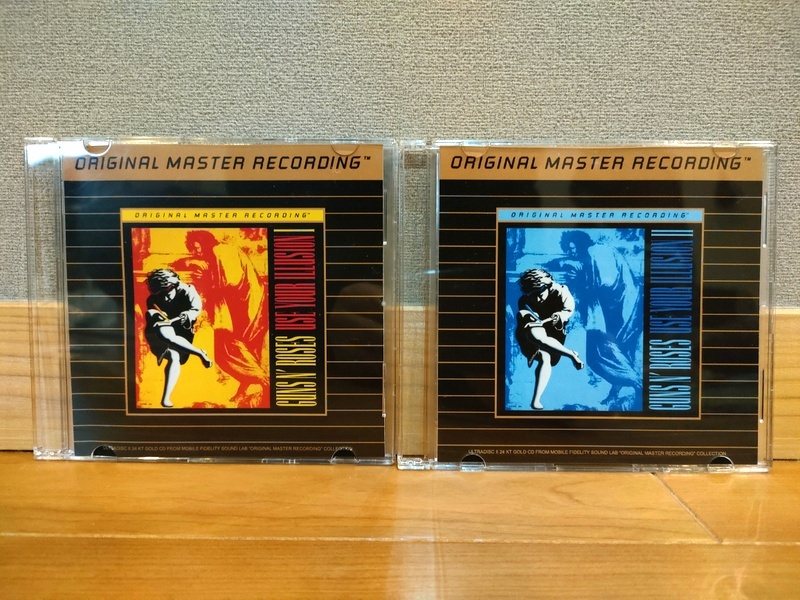 ORIGINAL MASTER RECORDING™
ORIGINAL MASTER RECORDING™
GUNS N' ROSES USE YOUR ILLUSION I
ULTRADISC II 24 KT GOLD CD FROM MOBILE FIDELITY SOUND LAB "ORIGINAL MASTER RECORDING" COLLECTION
ORIGINAL MASTER RECORDING™
ORIGINAL MASTER RECORDING™
GUNS N' ROSES USE YOUR ILLUSION II
ULTRADISC II 24 KT GOLD CD FROM MOBILE FIDELITY SOUND LAB "ORIGINAL MASTER RECORDING" COLLECTION